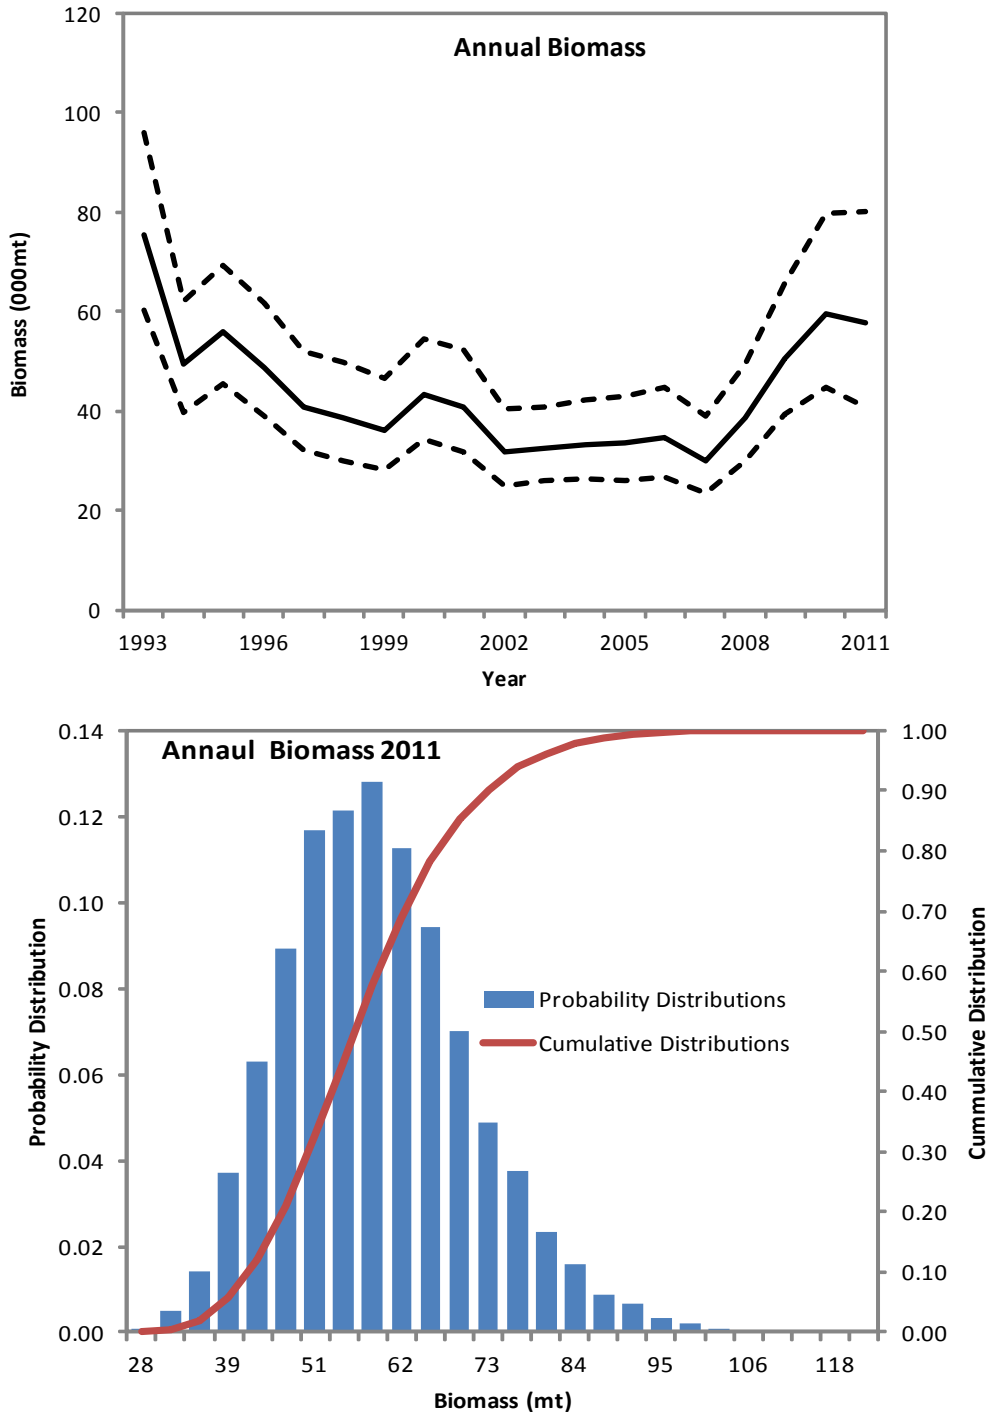 Annual Biomass
120
100
80
60
40
20
0
Biomass (000mt)
1993 1996 1999 2002 2005 2008 2011
Year
Annaul Biomass 2011
0.14
0.12
0.10
0.08
0.06
0.04
0.02
0.00
Probability Distribution
Probability Distributions
Cumulative Distributions
1.00
0.90
0.80
0.70
0.60
0.50
0.40
0.30
0.20
0.10
0.00
Cummulative Distribution
28 39 51 62 73 84 95 106 118
Biomass (mt)